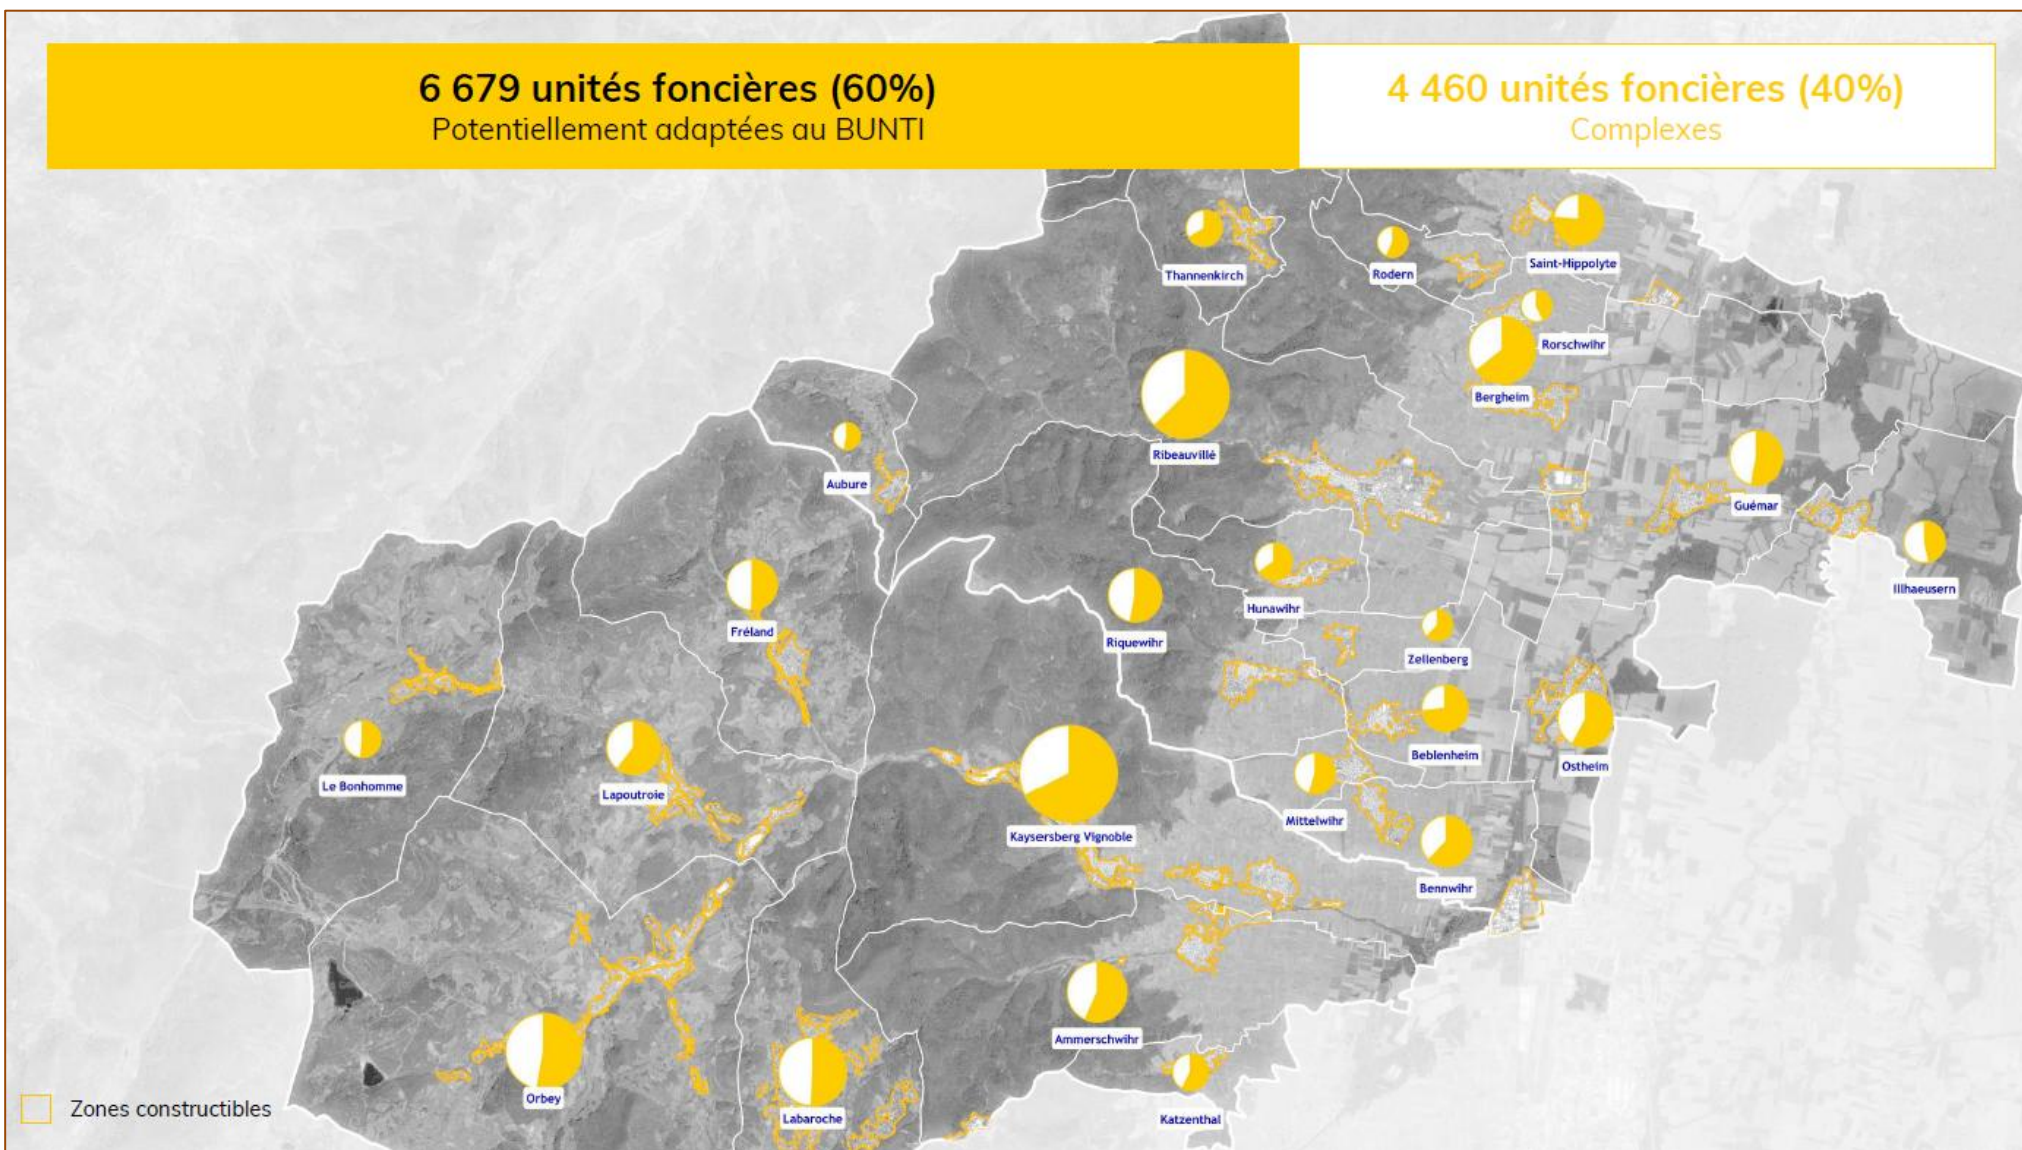 6 679 unités foncières (60%)
Potentiellement adaptées au BUNTI
4 460 unités foncières (40%)
Complexes
Thannenkirch
Rodern
Saint-Hippolyte
Rorschwihr
Bergheim
Ribeauvillé
Aubure
Guémar
Illhaeusern
Fréland
Riquewihr
Hunawihr
Zellenberg
Le Bonhomme
Lapoutroie
Beblenheim
Ostheim
Mittelwihr
Kaysersberg Vignoble
Bennwihr
Ammerschwihr
Orbey
Labaroche
Katzenthal
Zones constructibles